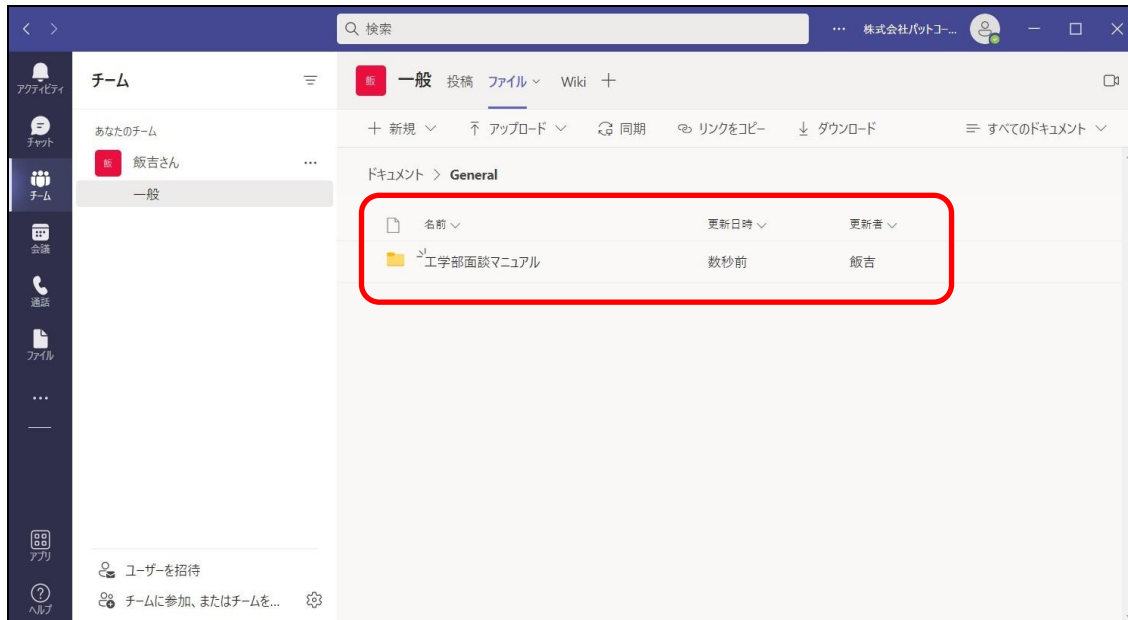 検索
… 株式会社パットコー...
アクティビティ
チャット
チーム
会議
通話
ファイル
…
アプリ
ヘルプ
チーム
あなたのチーム
飯 飯吉さん …
一般
ユーザーを招待
チームに参加、またはチームを...
飯 一般 投稿 ファイル Wiki +
+ 新規 アップロード 同期 リンクをコピー ダウンロード すべてのドキュメント
ドキュメント > General
名前 更新日時 更新者
工学部面談マニュアル 数秒前 飯吉